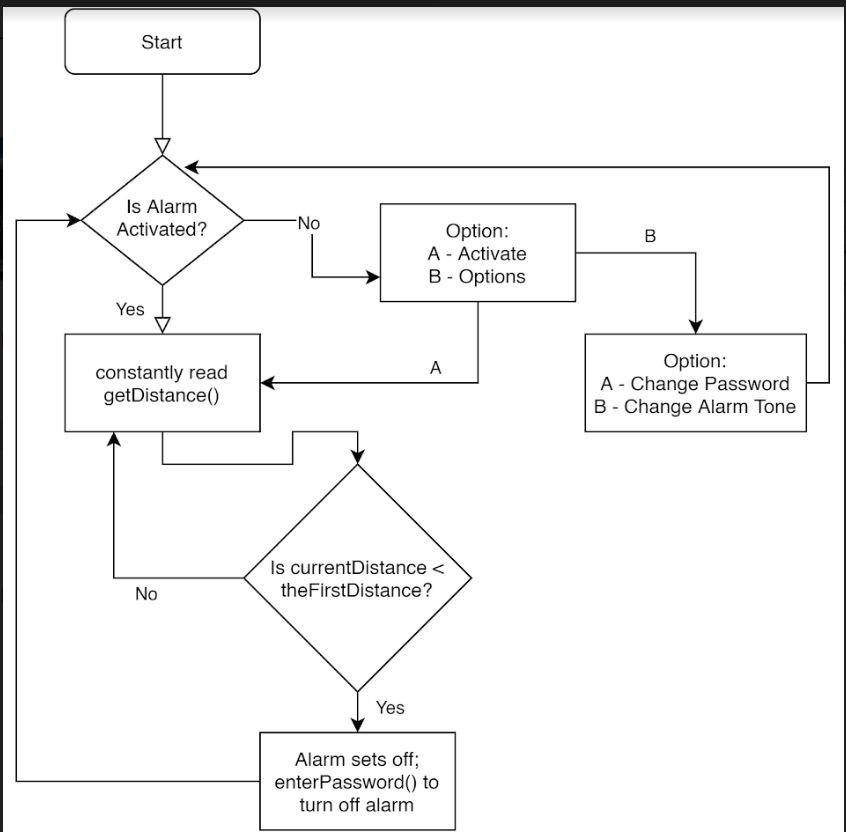 Start
Is Alarm
Activated?
No
Option:
A - Activate
B - Options
B
Yes
constantly read
getDistance()
A
Option:
A - Change Password
B - Change Alarm Tone
Is currentDistance <
theFirstDistance?
No
Yes
Alarm sets off;
enterPassword() to
turn off alarm